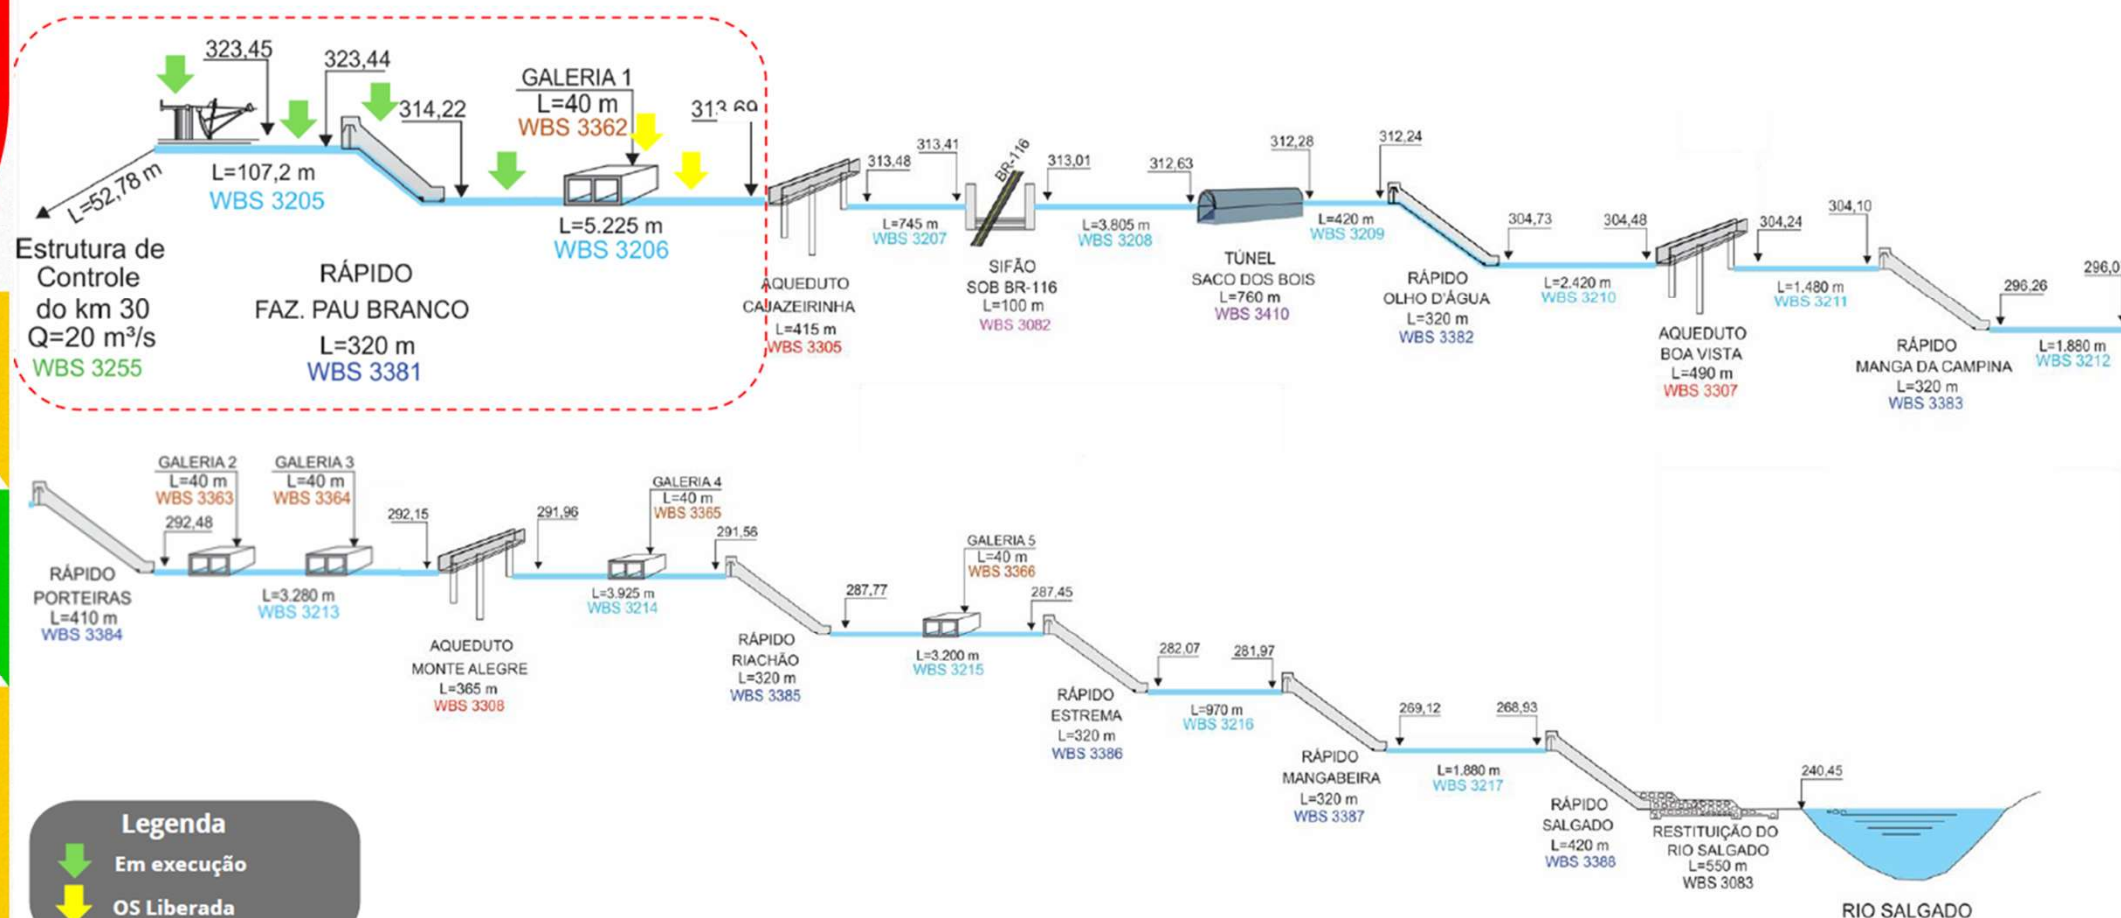 323,45
323,44
314,22
GALERIA 1
L=40 m
WBS 3362
L=52,78 m
L=107,2 m
WBS 3205
L=5.225 m
WBS 3206
Estrutura de
Controle
do km 30
Q=20 m³/s
WBS 3255
RÁPIDO
FAZ. PAU BRANCO
L=320 m
WBS 3381
AQUEDUTO
CAJAZEIRINHA
L=415 m
WBS 3305
313,48
313,41
L=745 m
WBS 3207
BR-116
SIFÃO
SOB BR-116
L=100 m
WBS 3082
313,01
312,63
L=3.805 m
WBS 3208
TÚNEL
SACO DOS BOIS
L=760 m
WBS 3410
312,28
312,24
L=420 m
WBS 3209
RÁPIDO
OLHO D'ÁGUA
L=320 m
WBS 3382
304,73
304,48
L=2.420 m
WBS 3210
AQUEDUTO
BOA VISTA
L=490 m
WBS 3307
304,24
304,10
L=1.480 m
WBS 3211
RÁPIDO
MANGA DA CAMPINA
L=320 m
WBS 3383
296,26
L=1.880 m
WBS 3212
RÁPIDO
PORTEIRAS
L=410 m
WBS 3384
GALERIA 2
L=40 m
WBS 3363
292,48
GALERIA 3
L=40 m
WBS 3364
292,15
L=3.280 m
WBS 3213
AQUEDUTO
MONTE ALEGRE
L=365 m
WBS 3308
291,96
GALERIA 4
L=40 m
WBS 3365
291,56
L=3.925 m
WBS 3214
RÁPIDO
RIACHÃO
L=320 m
WBS 3385
287,77
GALERIA 5
L=40 m
WBS 3366
287,45
L=3.200 m
WBS 3215
RÁPIDO
ESTREMA
L=320 m
WBS 3386
282,07
281,97
L=970 m
WBS 3216
RÁPIDO
MANGABEIRA
L=320 m
WBS 3387
269,12
268,93
L=1.880 m
WBS 3217
RÁPIDO
SALGADO
L=420 m
WBS 3388
RESTITUIÇÃO DO
RIO SALGADO
L=550 m
WBS 3083
240,45
RIO SALGADO
Legenda
Em execução
OS Liberada